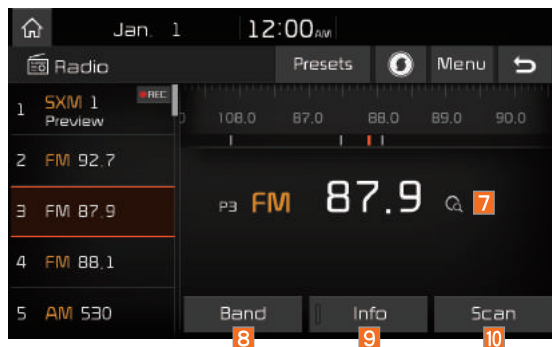 Jan. 1 12:00 AM
Radio Presets Menu
1 SXM 1 REC
Preview
108.0 87.0 88.0 89.0 90.0
2 FM 92.7
3 FM 87.9
P3 FM 87.9 7
4 FM 88.1
5 AM 530
Band Info Scan
8 9 10